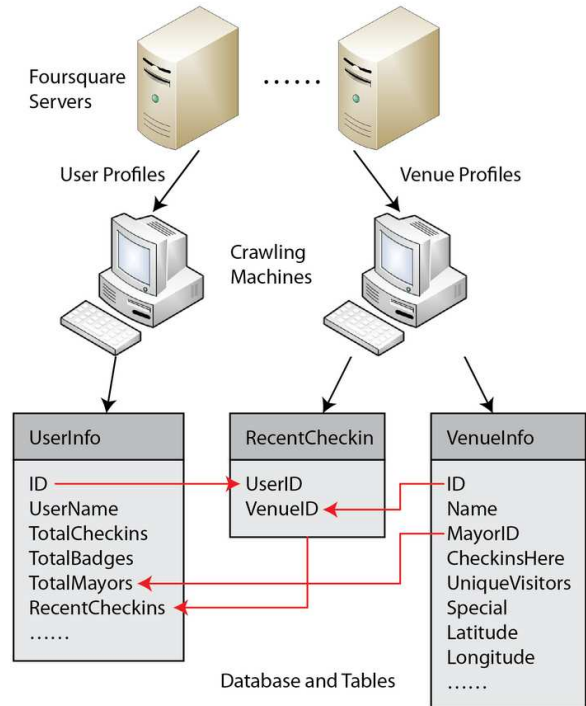 Foursquare
Servers
......
User Profiles
Venue Profiles
Crawling
Machines
UserInfo
ID
UserName
TotalCheckins
TotalBadges
TotalMayors
RecentCheckins
......
RecentCheckin
UserID
VenueID
VenueInfo
ID
Name
MayorID
CheckinsHere
UniqueVisitors
Special
Latitude
Longitude
......
Database and Tables